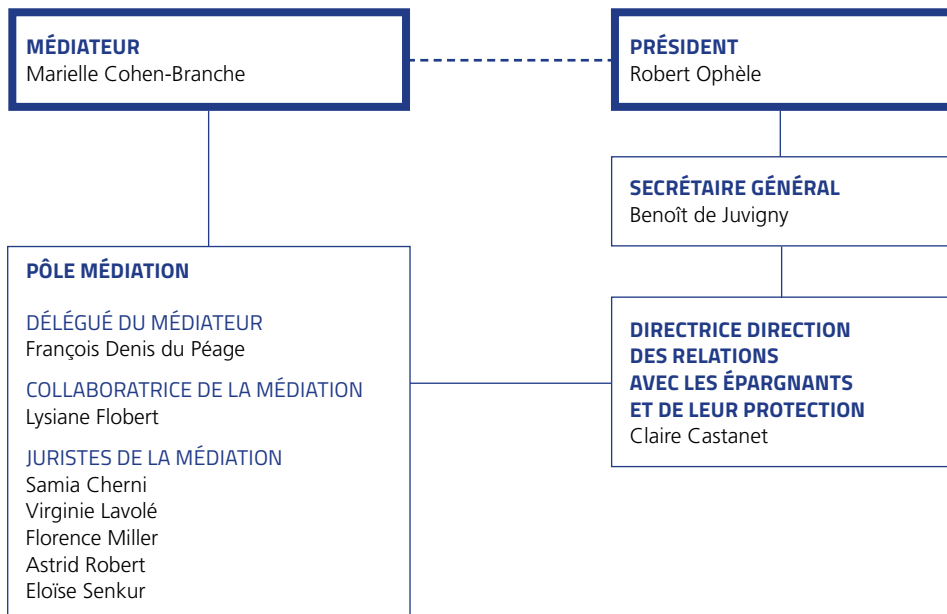 MÉDIATEUR
Marielle Cohen-Branche
PRÉSIDENT
Robert Ophèle
SECRÉTAIRE GÉNÉRAL
Benoît de Juvigny
PÔLE MÉDIATION
DÉLÉGUÉ DU MÉDIATEUR
François Denis du Péage
COLLABORATRICE DE LA MÉDIATION
Lysiane Flobert
JURISTES DE LA MÉDIATION
Samia Cherni
Virginie Lavolé
Florence Miller
Astrid Robert
Eloïse Senkur
DIRECTRICE DIRECTION
DES RELATIONS
AVEC LES ÉPARGNANTS
ET DE LEUR PROTECTION
Claire Castanet